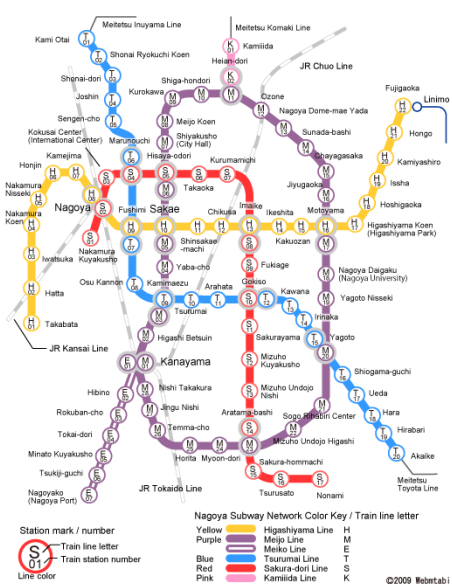 Meitetsu Inuyama Line
Meitetsu Komaki Line
Kami Otai
T 01
Shonai Ryokuchi Koen
K 01
Kamiiida
Heian-dori
JR Chuo Line
Shonai-dori
Shiga-hondori
Kurokawa
Ozone
Fujigaoka
Joshin
Nagoya Dome-mae Yada
Linimo
Sengen-cho
Meijo Koen
Sunada-bashi
Hongo
Kokusai Center
(International Center)
Marunouchi
Shiyakusho
(City Hall)
Kamejima
Hisaya-odori
Kurumamichi
Chayagasaka
Kamiyashiro
Honjin
Takaoka
Jiyugaoka
Issha
Nakamura
Nisseki
Nagoya
Fushimi
Sakae
Imaike
Motoyama
Hoshigaoka
Nakamura
Koen
Chikusa
Ikeshita
Higashiyama Koen
(Higashiyama Park)
Nakamura
Kuyakusho
Shinsakae
-machi
Kakuozan
Iwatsuka
Yaba-cho
Fukiage
Nagoya Daigaku
(Nagoya University)
Osu Kannon
Kamimaezu
Arahata
Gokiso
Kawana
Hatta
Tsurumai
Irinaka
Yagoto Nisseki
Takabata
Higashi Betsuin
Sakurayama
Yagoto
JR Kansai Line
Kanayama
Mizuho
Kuyakusho
Shiogama-guchi
Hibino
Nishi Takakura
Mizuho Undojo
Nishi
Ueda
Rokuban-cho
Jingu Nishi
Aratama-bashi
Sogo Rihabiri Center
Hara
Tokai-dori
Temma-cho
Hirabari
Minato Kuyakusho
Horita
Myoon-dori
Mizuho Undojo Higashi
Akaike
Tsukiji-guchi
Sakura-hommachi
Meitetsu
Toyota Line
Nagoyako
(Nagoya Port)
JR Tokaido Line
Tsurusato
Nonami
Nagoya Subway Network Color Key / Train line letter
Station mark / number
Yellow Higashiyama Line H
Purple Meijo Line M
Meiko Line E
Blue Tsurumai Line T
Red Sakura-dori Line S
Pink Kamiiida Line K
S 01
Train line letter
Train station number
Line color
©2009 Webmtabi